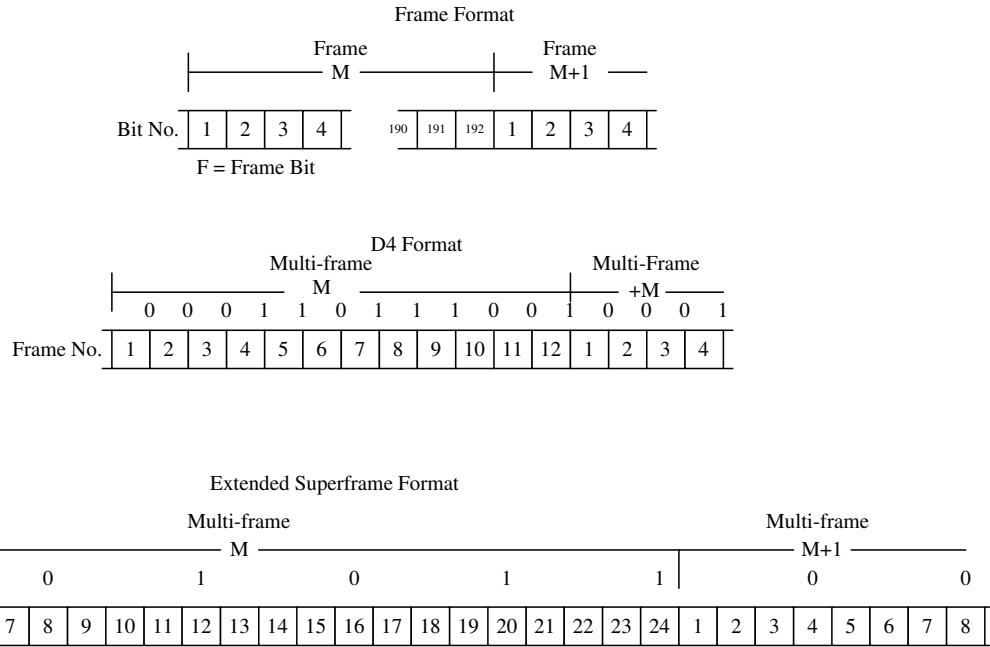 Frame Format
Frame Frame
M M+1
Bit No. 1 2 3 4 190 191 192 1 2 3 4
F = Frame Bit
D4 Format
Multi-frame Multi-Frame
M +M
0 0 0 1 1 0 1 1 1 0 0 1 0 0 0 1
Frame No. 1 2 3 4 5 6 7 8 9 10 11 12 1 2 3 4
Extended Superframe Format
Multi-frame Multi-frame
M M+1
0 1 0 1 1 0 0
7 8 9 10 11 12 13 14 15 16 17 18 19 20 21 22 23 24 1 2 3 4 5 6 7 8